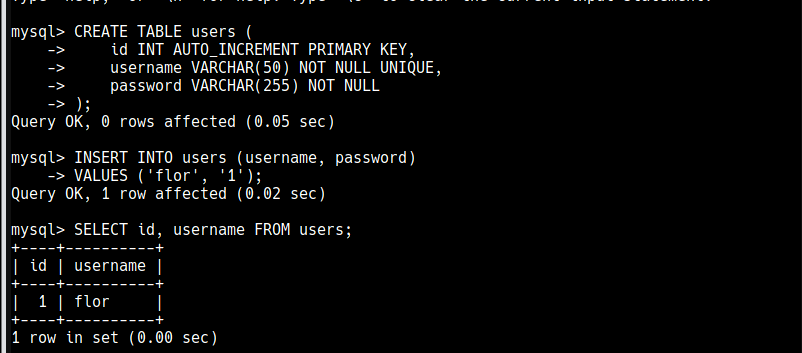 mysql> CREATE TABLE users (
    ->     id INT AUTO_INCREMENT PRIMARY KEY,
    ->     username VARCHAR(50) NOT NULL UNIQUE,
    ->     password VARCHAR(255) NOT NULL
    -> );
Query OK, 0 rows affected (0.05 sec)

mysql> INSERT INTO users (username, password)
    -> VALUES ('flor', '1');
Query OK, 1 row affected (0.02 sec)

mysql> SELECT id, username FROM users;
+----+----------+
| id | username |
+----+----------+
|  1 | flor     |
+----+----------+
1 row in set (0.00 sec)